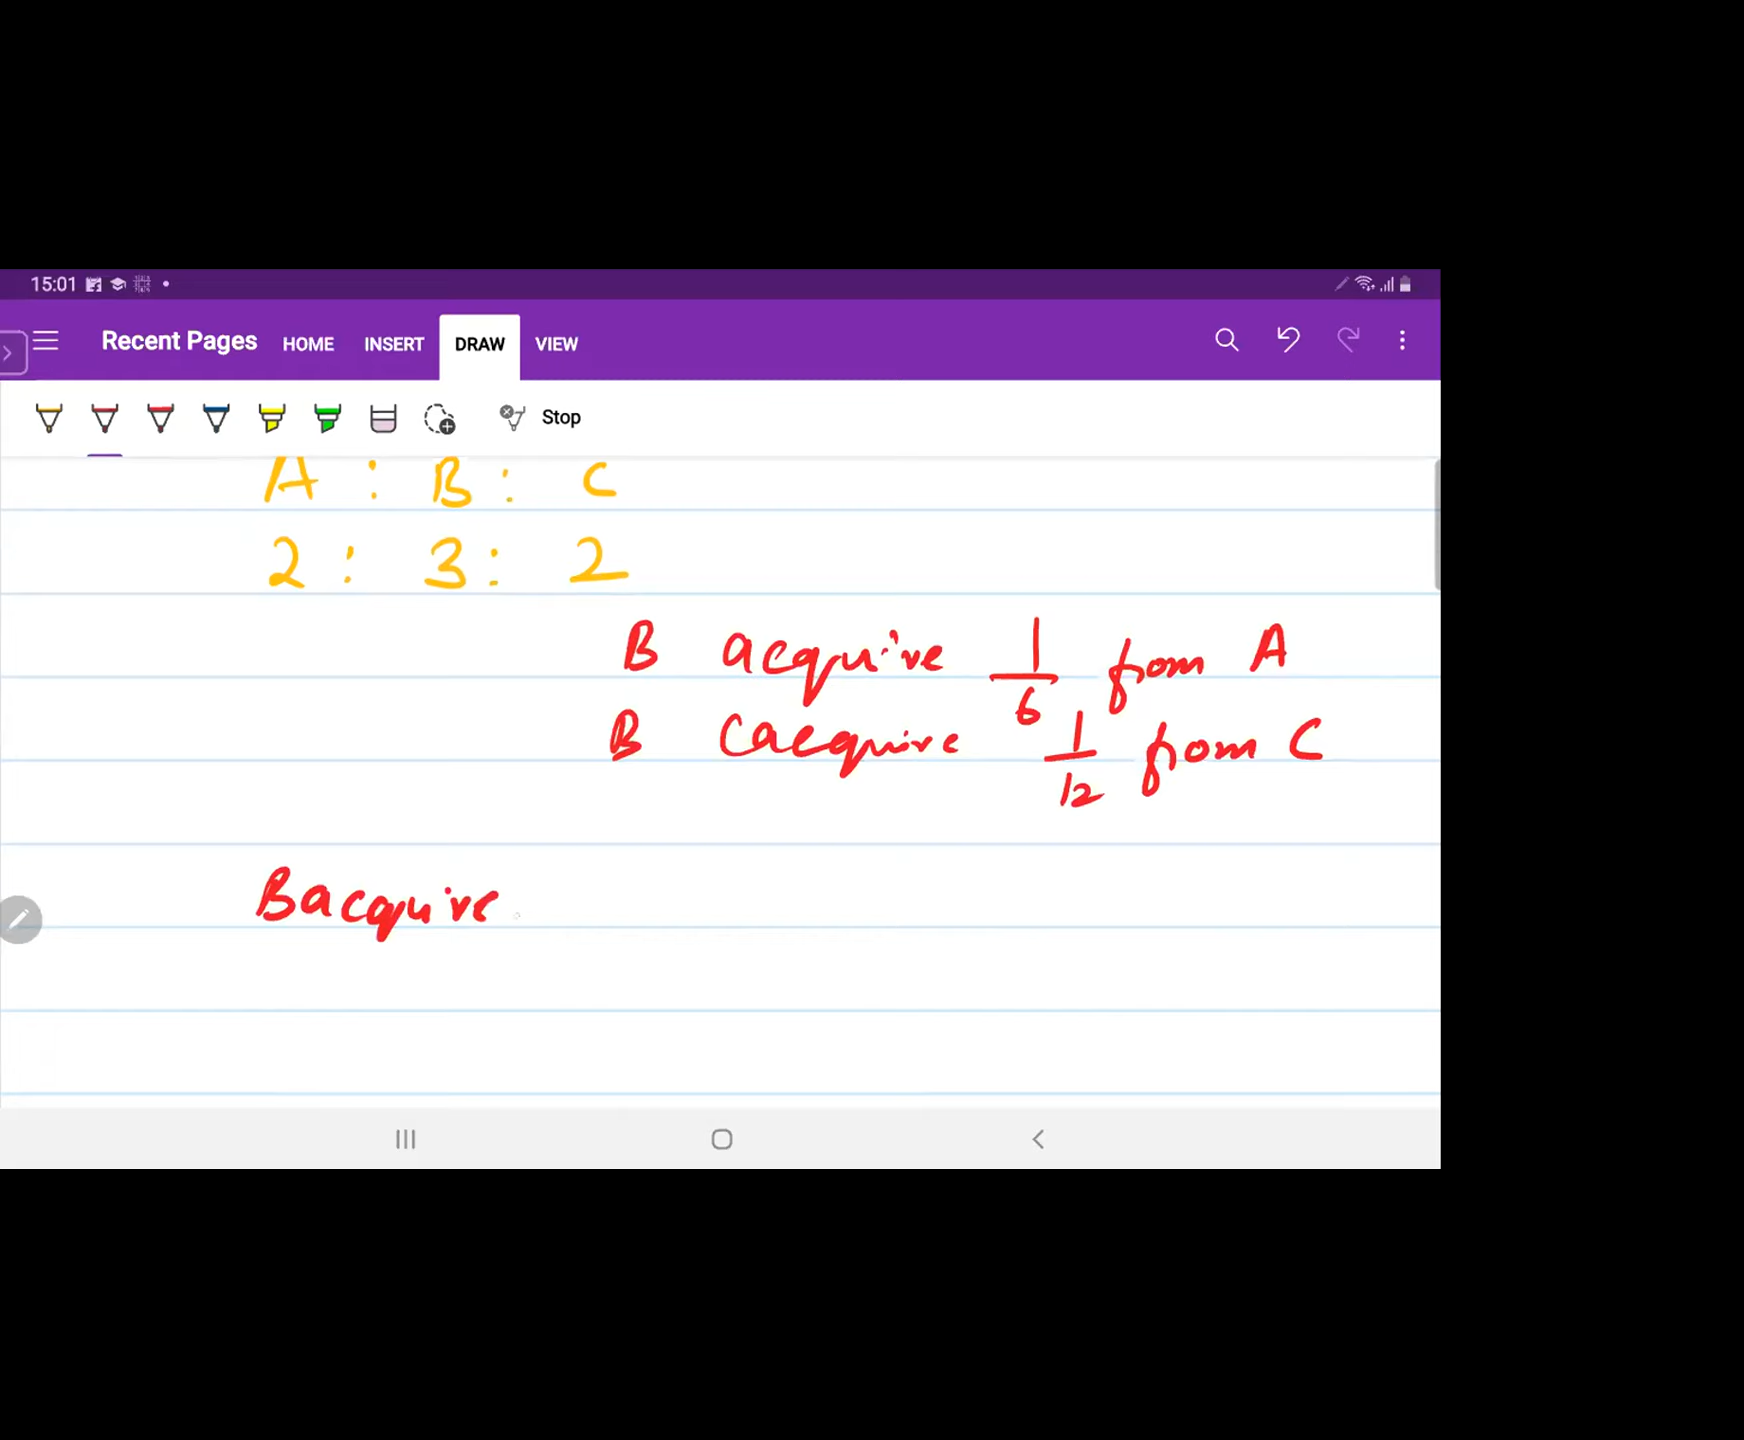 15:01
Recent Pages HOME INSERT DRAW VIEW
Stop
A : B : C
2 : 3 : 2
B acquire 1/6 from A
B cacquire 1/12 from C
Bacquire